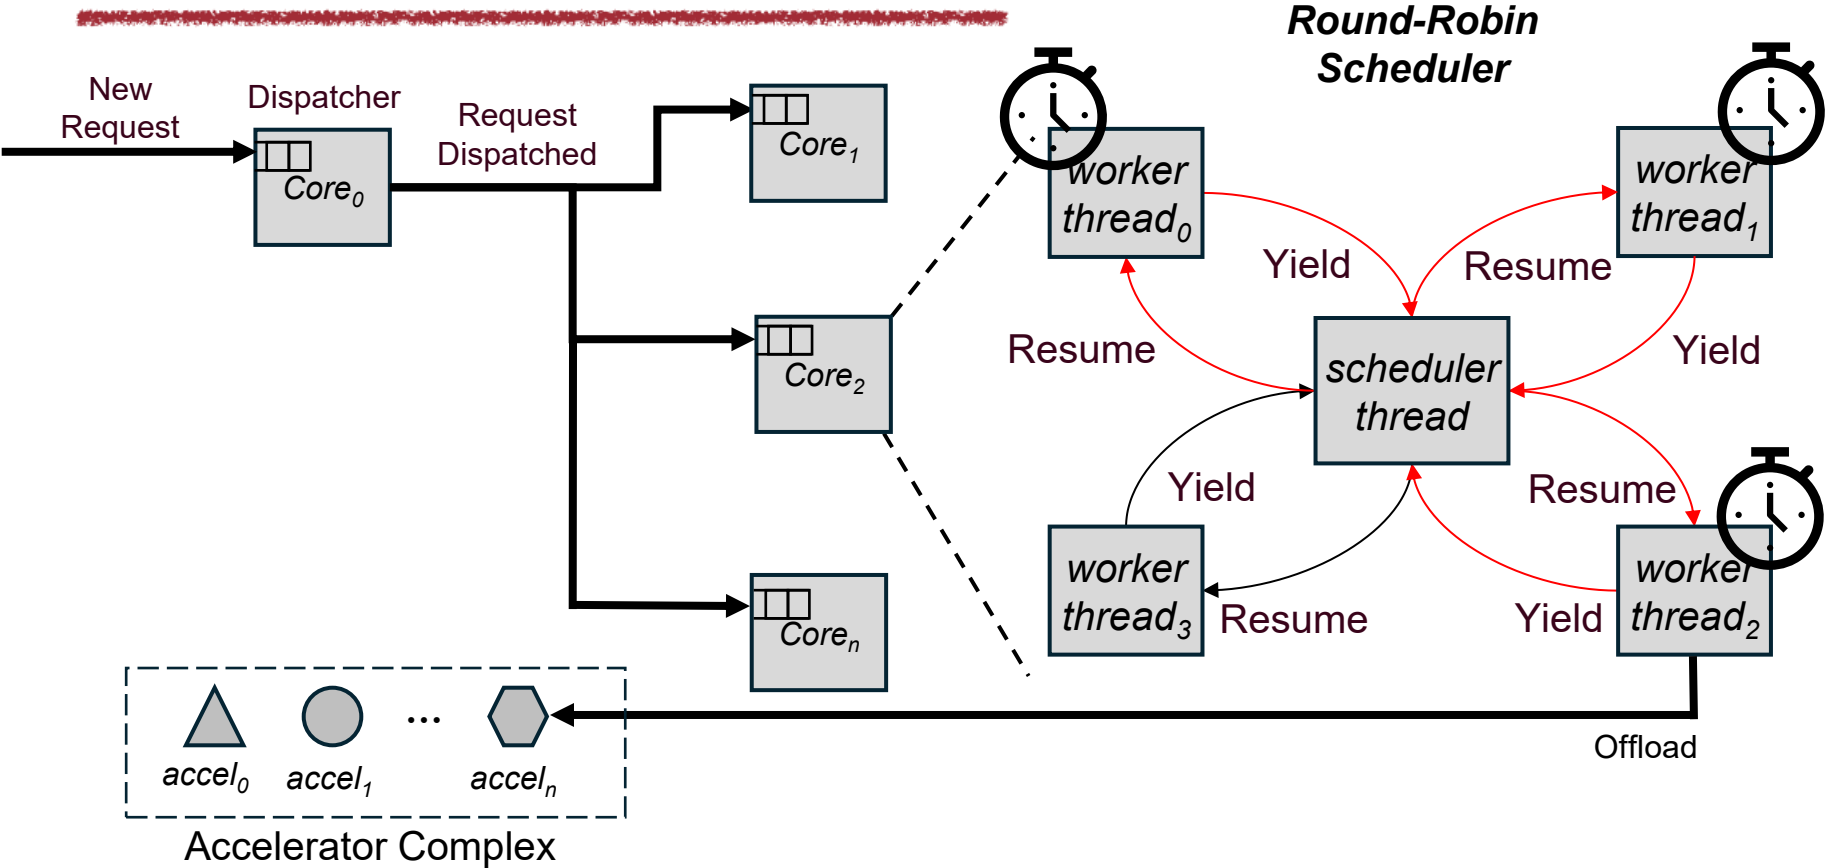 Round-Robin
Scheduler
New
Request
Dispatcher
Request
Dispatched
Core0
Core1
Core2
Coren
worker
thread0
worker
thread1
Yield
Resume
Resume
Yield
scheduler
thread
Yield
Resume
worker
thread3
Resume
Yield
worker
thread2
Offload
accel0
accel1
...
acceln
Accelerator Complex